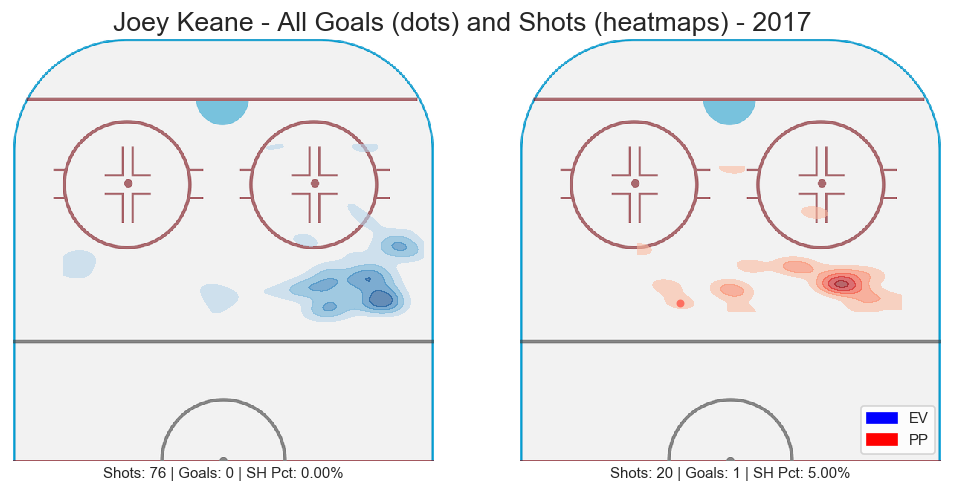 Joey Keane - All Goals (dots) and Shots (heatmaps) - 2017
EV
PP
Shots: 76 | Goals: 0 | SH Pct: 0.00%
Shots: 20 | Goals: 1 | SH Pct: 5.00%